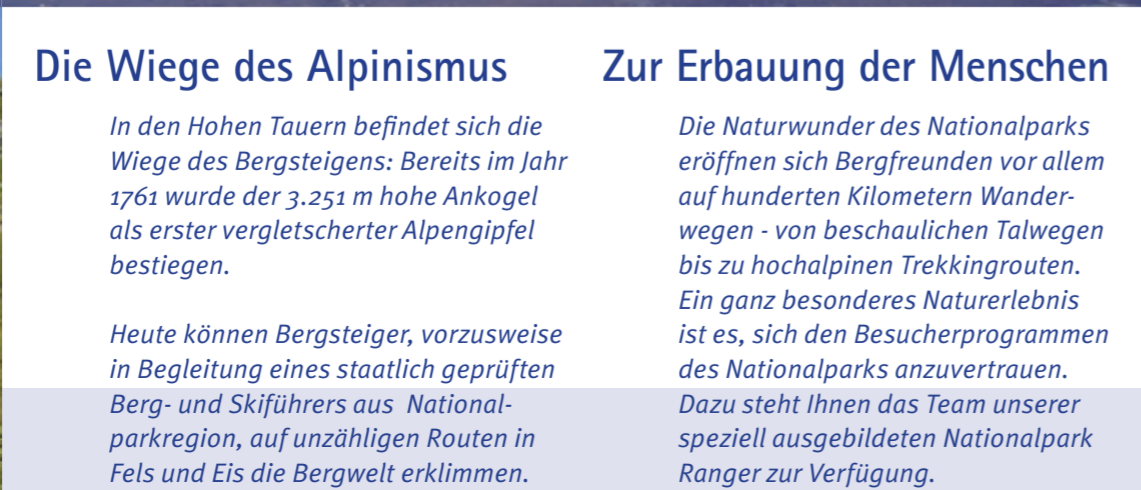 Die Wiege des Alpinismus
In den Hohen Tauern befindet sich die
Wiege des Bergsteigens: Bereits im Jahr
1761 wurde der 3.251 m hohe Ankogel
als erster vergletscherter Alpengipfel
bestiegen.
Heute können Bergsteiger, vorzusweise
in Begleitung eines staatlich geprüften
Berg- und Skiführers aus  National-
parkregion, auf unzähligen Routen in
Fels und Eis die Bergwelt erklimmen.
Zur Erbauung der Menschen
Die Naturwunder des Nationalparks
eröffnen sich Bergfreunden vor allem
auf hunderten Kilometern Wander-
wegen - von beschaulichen Talwegen
bis zu hochalpinen Trekkingrouten.
Ein ganz besonderes Naturerlebnis
ist es, sich den Besucherprogrammen
des Nationalparks anzuvertrauen.
Dazu steht Ihnen das Team unserer
speziell ausgebildeten Nationalpark
Ranger zur Verfügung.